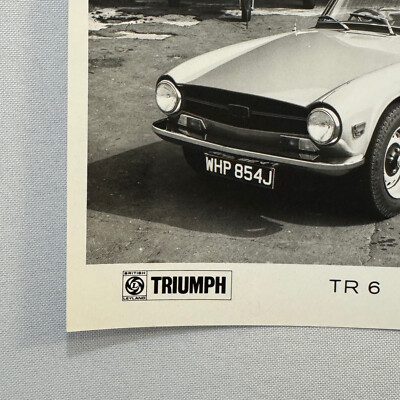 WHP 854J
BRITISH
LEYLAND
TRIUMPH
TR 6